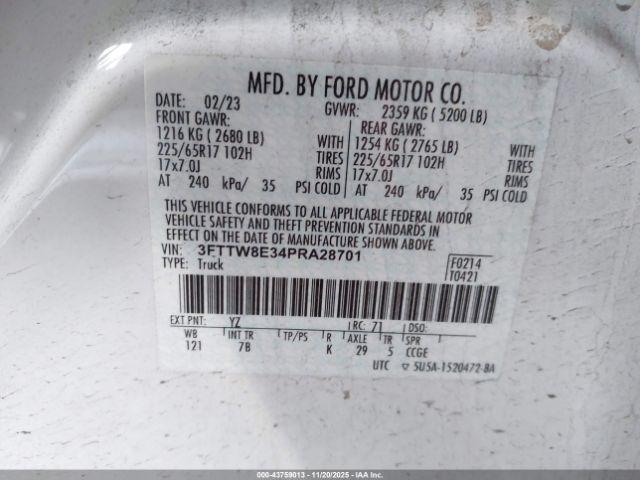 MFD. BY FORD MOTOR CO.
DATE: 02/23 GVWR: 2359 KG ( 5200 LB)
FRONT GAWR: REAR GAWR:
1216 KG ( 2680 LB) WITH 1254 KG ( 2765 LB) WITH
225/65R17 102H TIRES 225/65R17 102H TIRES
17x7.0J RIMS 17x7.0J RIMS
AT 240 kPa/ 35 PSI COLD AT 240 kPa/ 35 PSI COLD
THIS VEHICLE CONFORMS TO ALL APPLICABLE FEDERAL MOTOR
VEHICLE SAFETY AND THEFT PREVENTION STANDARDS IN
EFFECT ON THE DATE OF MANUFACTURE SHOWN ABOVE.
VIN: 3FTTW8E34PRA28701 F0214
TYPE: Truck T0421
EXT PNT: YZ RC: 71 DSO:
WB INT TR TP/PS R AXLE TR SPR
121 7B K 29 5 CCGE
UTC ▽ 5U5A-1520472-BA
000-43759013 - 11/20/2025 - IAAI.COM